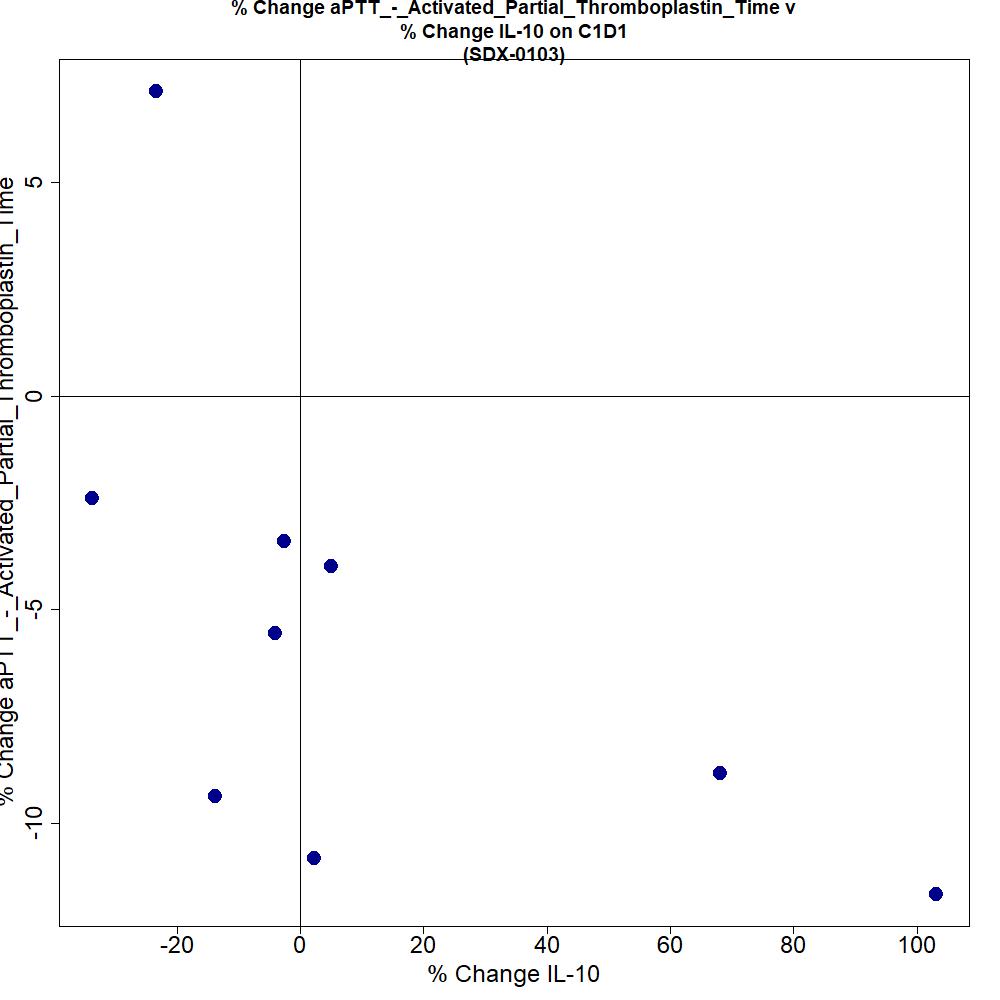 % Change aPTT_-_Activated_Partial_Thromboplastin_Time v
% Change IL-10 on C1D1
(SDX-0103)
% Change aPTT_-_Activated_Partial_Thromboplastin_Time
5
0
-5
-10
-20
0
20
40
60
80
100
% Change IL-10